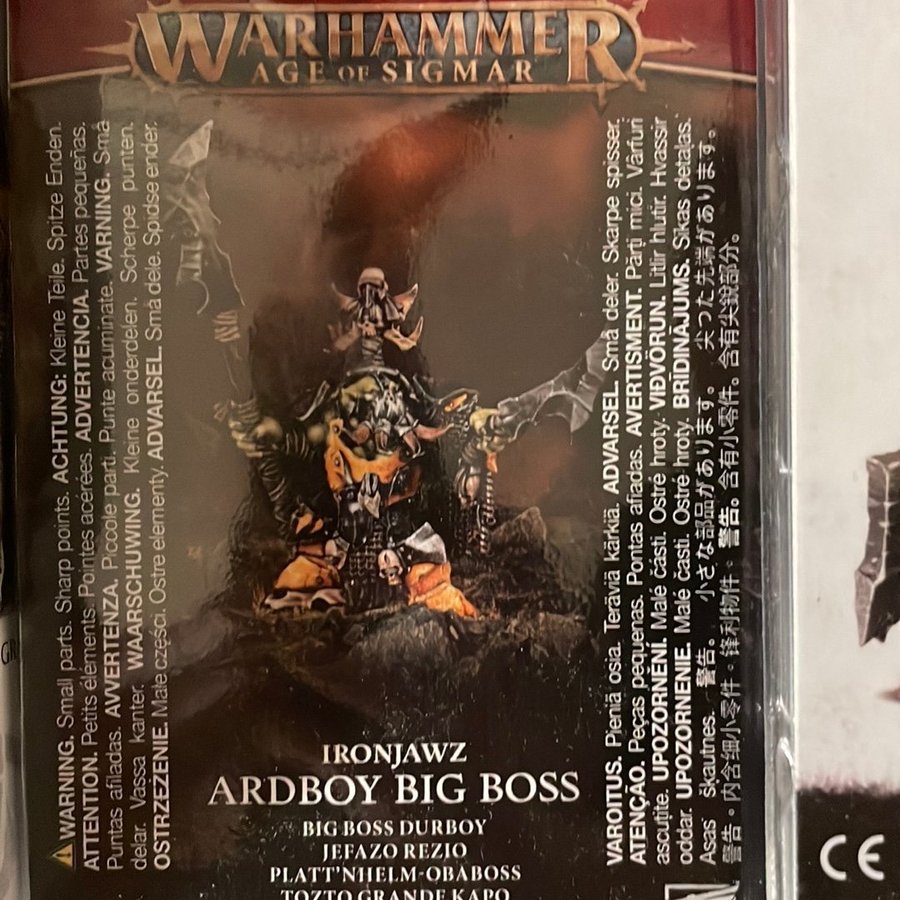 WARHAMMER
AGE OF SIGMAR
⚠WARNING. Small parts. Sharp points. ACHTUNG: Kleine Teile. Spitze Enden.
ATTENTION. Petits éléments. Pointes acérées. ADVERTENCIA. Partes pequeñas.
Puntas afiladas. AVVERTENZA. Piccole parti. Punte acuminate. VARNING. Små
delar. Vassa kanter. WAARSCHUWING. Kleine onderdelen. Scherpe punten.
OSTRZEŻENIE. Małe części. Ostre elementy. ADVARSEL. Små dele. Spidse ender.
IRONJAWZ
ARDBOY BIG BOSS
BIG BOSS DURBOY
JEFAZO REZIO
PLATT'NHELM-OBABOSS
TOZTO GRANDE KAPO
VAROITUS. Pieniä osia. Teräviä kärkiä. ADVARSEL. Små deler. Skarpe spisser.
ATENÇÃO. Peças pequenas. Pontas afiadas. AVERTISMENT. Părți mici. Vârfuri
ascuțite. UPOZORNĚNÍ. Malé části. Ostré hroty. VIÐVÖRUN. Litlir hlutir. Hvassir
oddar. UPOZORNENIE. Malé časti. Ostré hroty. BRĪDINĀJUMS. Sīkas detaļas.
Asas šķautnes. 警告。 小さな部品があります。 尖った先端があります。
警告。内含细小零件。锋利物件。警告。含有小零件。含有尖銳部分。
GR
CE